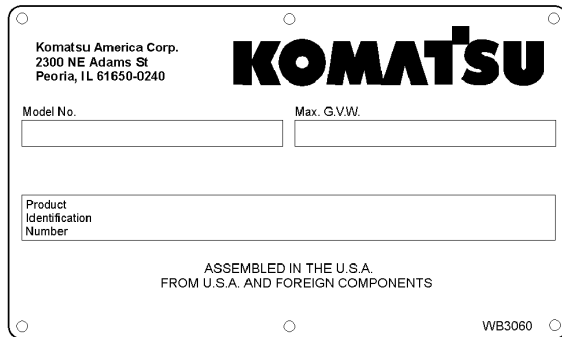 Komatsu America Corp.
2300 NE Adams St
Peoria, IL 61650-0240
KOMATSU
Model No.
Max. G.V.W.
Product
Identification
Number
ASSEMBLED IN THE U.S.A.
FROM U.S.A. AND FOREIGN COMPONENTS
WB3060